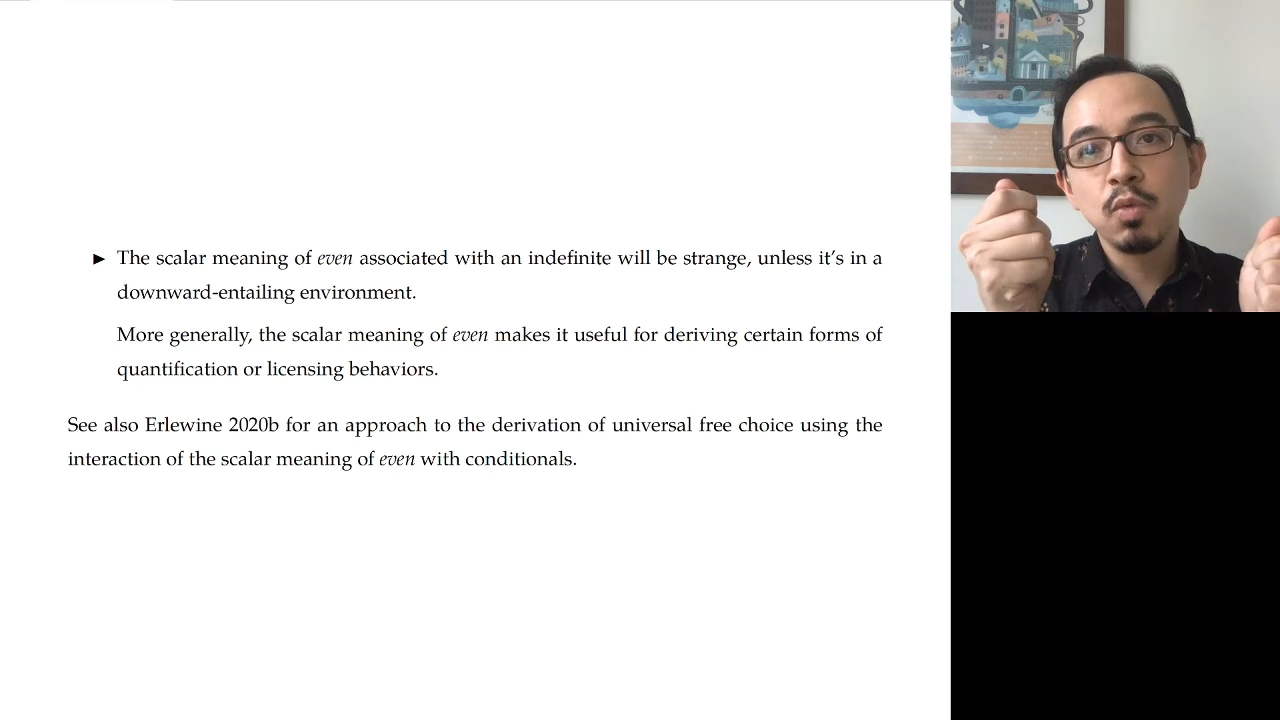 ► The scalar meaning of even associated with an indefinite will be strange, unless it's in a
downward-entailing environment.
More generally, the scalar meaning of even makes it useful for deriving certain forms of
quantification or licensing behaviors.
See also Erlewine 2020b for an approach to the derivation of universal free choice using the
interaction of the scalar meaning of even with conditionals.